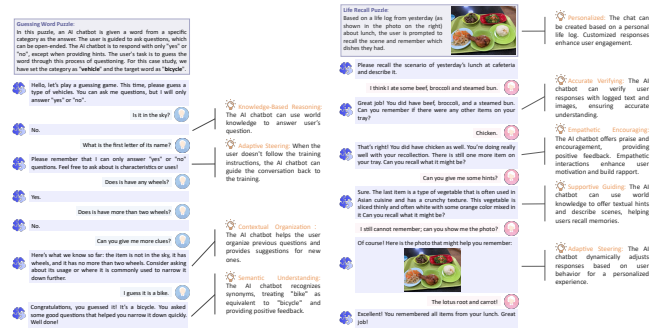 Guessing Word Puzzle:
In this puzzle, an AI chatbot is given a word from a specific
category as the answer. The user is guided to ask questions, which
can be open-ended. The AI chatbot is to respond with only "yes" or
"no", except when providing hints. The user's task is to guess the
word through this process of questioning. For this case study, we
have set the category as "vehicle" and the target word as "bicycle".
Hello, let's play a guessing game. This time, please guess a
type of vehicles. You can ask me questions, but I will only
answer "yes" or "no".
Is it in the sky?
No.
What is the first letter of its name?
Please remember that I can only answer "yes" or "no"
questions. Feel free to ask about its characteristics or uses!
Does is have any wheels?
Yes.
Does is have more than two wheels?
No.
Can you give me more clues?
Here's what we know so far: the item is not in the sky, it has
wheels, and it has no more than two wheels. Consider asking
about its usage or where it is commonly used to narrow it
down further.
I guess it is a bike.
Congratulations, you guessed it! It's a bicycle. You asked
some good questions that helped you narrow it down quickly.
Well done!
Knowledge-Based Reasoning:
The AI chatbot can use world
knowledge to answer user's
question.
Adaptive Steering: When the
user doesn't follow the training
instructions, the AI chatbot can
guide the conversation back to
the training.
Contextual Organisation :
The AI chatbot helps the user
organize previous questions and
provides suggestions for new
ones.
Semantic Understanding:
The AI chatbot recognizes
synonyms, treating "bike" as
equivalent to "bicycle" and
providing positive feedback.
Life Recall Puzzle:
Based on a life log from yesterday (as
shown in the photo on the right)
about lunch, the user is prompted to
recall the scene and remember which
dishes they had.
Please recall the scenario of yesterday's lunch at cafeteria
and describe it.
I think I ate some beef, broccoli and steamed bun.
Great job! You did have beef, broccoli, and a steamed bun.
Can you remember if there were any other items on your
tray?
Chicken.
That's right! You did have chicken as well. You're doing really
well with your recollection. There is still one more item on
your tray. Can you recall what it might be?
Can you give me some hints?
Sure. The last item is a type of vegetable that is often used in
Asian cuisine and has a crunchy texture. This vegetable is
sliced thinly and often white with some orange color mixed in
it Can you recall what it might be?
I still cannot remember; can you show me the photo?
Of course! Here is the photo that might help you remember:
The lotus root and carrot!
Excellent! You remembered all items from your lunch. Great
job!
Personalized: The chat can
be created based on a personal
life log. Customized responses
enhance user engagement.
Accurate Verifying: The AI
chatbot can verify user
responses with logged text and
images, ensuring accurate
understanding.
Empathetic Encouraging: The AI
chatbot offers praise and
encouragement, providing
positive feedback. Empathetic
interactions enhance user
motivation and build rapport.
Supportive Guiding: The AI
chatbot can use world
knowledge to offer textual hints
and describe scenes, helping
users recall memories.
Adaptive Steering: The AI
chatbot dynamically adjusts
responses based on user
behavior for a personalized
experience.